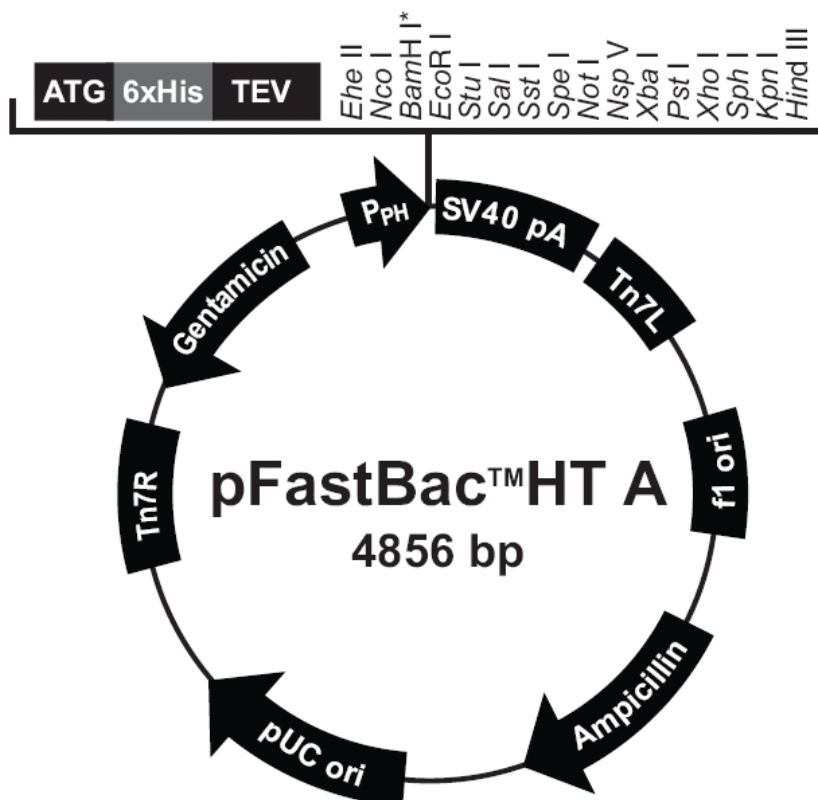 ATG 6xHis TEV
Ehe II
Nco I
BamH I*
EcoR I
Stu I
Sal I
Sst I
Spe I
Not I
Nsp V
Xba I
Pst I
Xho I
Sph I
Kpn I
Hind III
PPH
SV40 pA
Tn7L
f1 ori
Ampicillin
pUC ori
Tn7R
Gentamicin
pFastBac™HT A
4856 bp